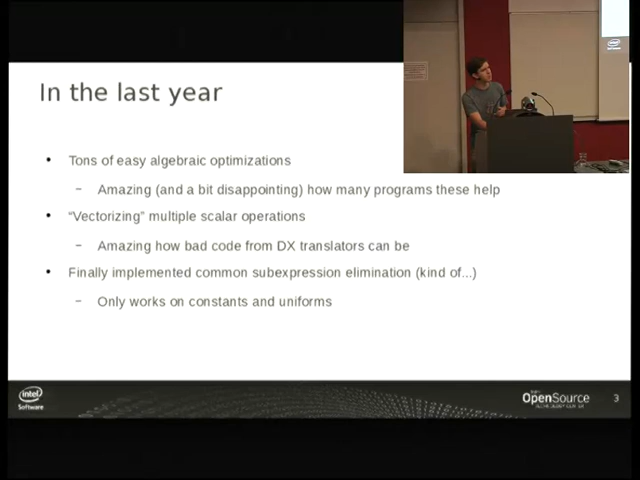 In the last year
• Tons of easy algebraic optimizations
– Amazing (and a bit disappointing) how many programs these help
• “Vectorizing” multiple scalar operations
– Amazing how bad code from DX translators can be
• Finally implemented common subexpression elimination (kind of...)
– Only works on constants and uniforms
intel
Software
OpenSource
TECHNOLOGY CENTER
3